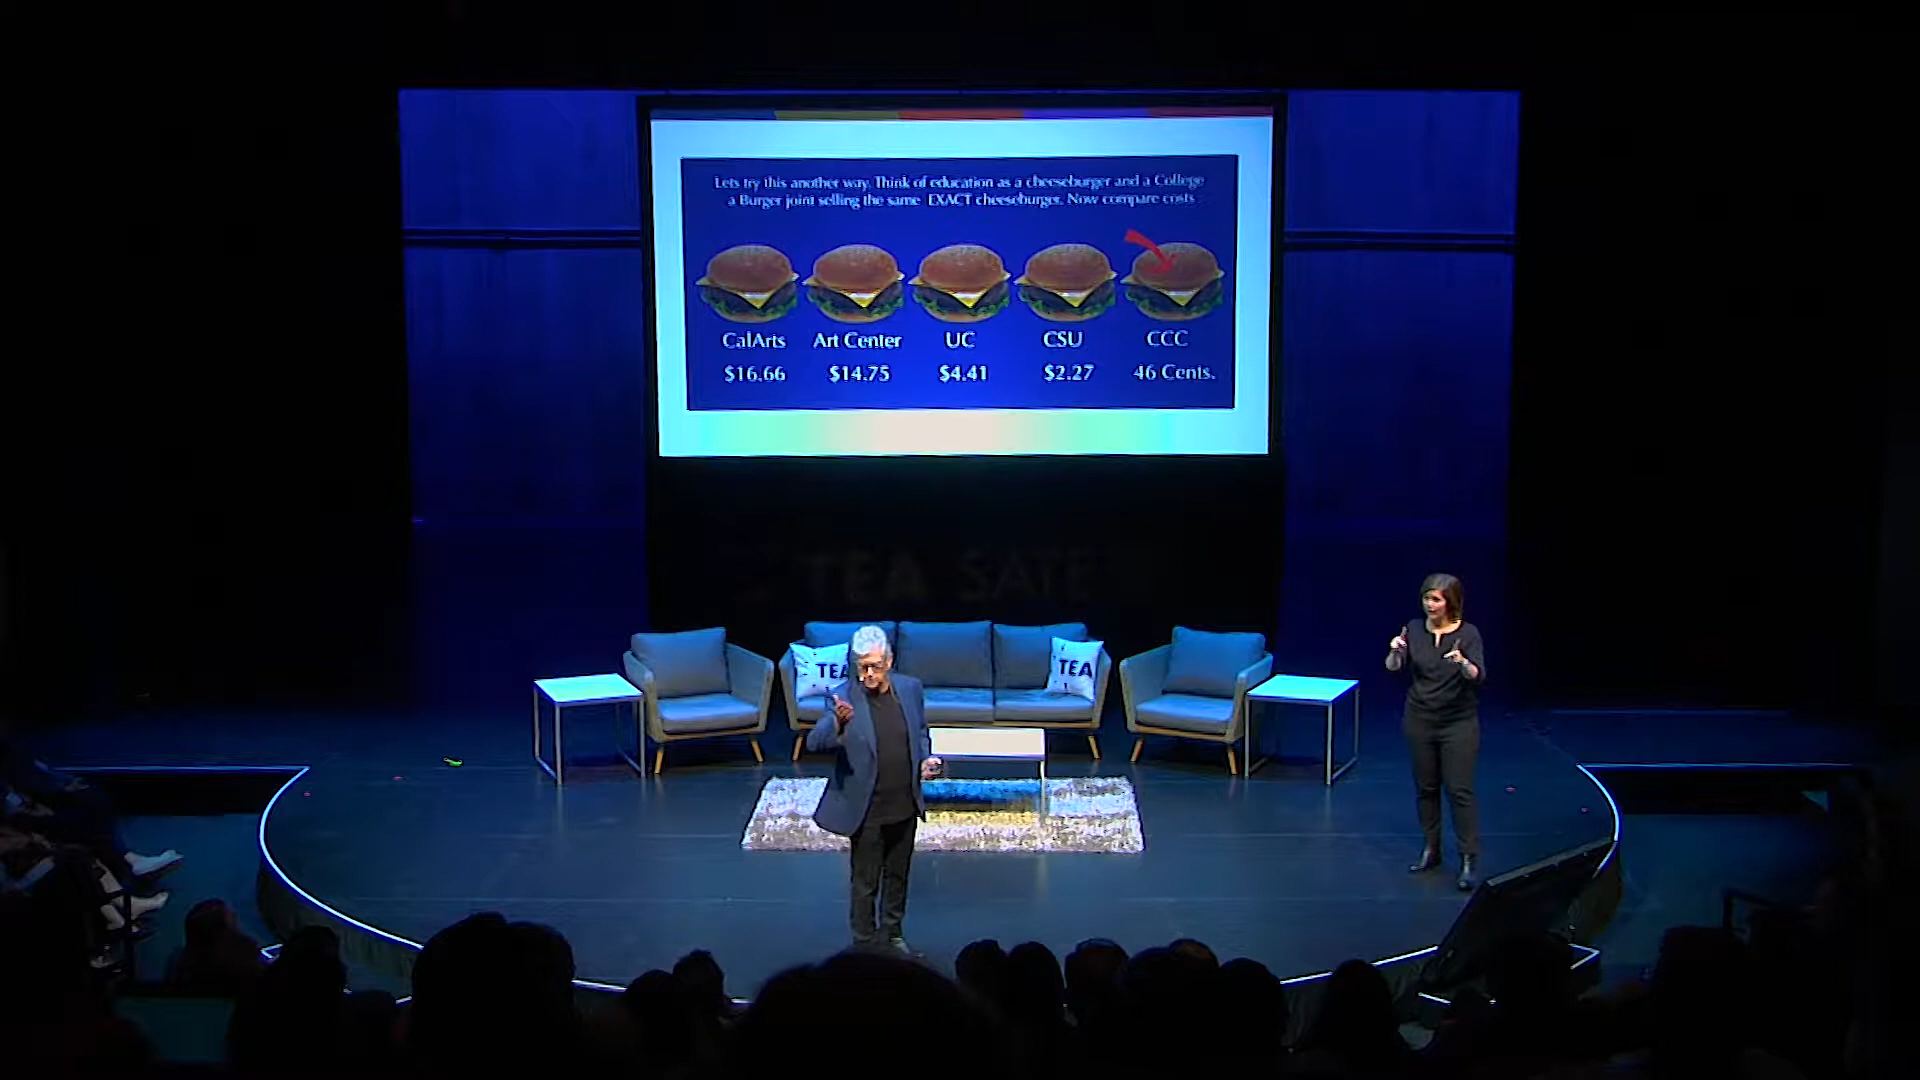 Lets try this another way. Think of education as a cheeseburger and a College
a Burger joint selling the same EXACT cheeseburger. Now compare costs
CalArts Art Center UC CSU CCC
$16.66 $14.75 $4.41 $2.27 46 Cents.
TEA SATE
TEA TEA